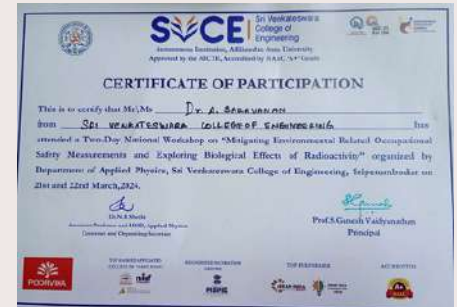 SVCE
Sri Venkateswara
College of
Engineering
Autonomous Institution, Affiliated to Anna University
Approved by the AICTE, Accredited by NAAC
CERTIFICATE OF PARTICIPATION
This is to certify that Mr/Ms Dr. A. SARAVANAN
from SRI VENKATESWARA COLLEGE OF ENGINEERING has
attended a Two-Day National Workshop on "Mitigating Environmental Related Occupational
Safety Measurements and Exploring Biological Effects of Radioactivity" organized by
Department of Applied Physics, Sri Venkateswara College of Engineering, Sriperumbudur on
21st and 22nd March,2024.
Convener and Organizing Secretary
Prof.S.Ganesh Vaidyanathan
Principal
POORVIKA